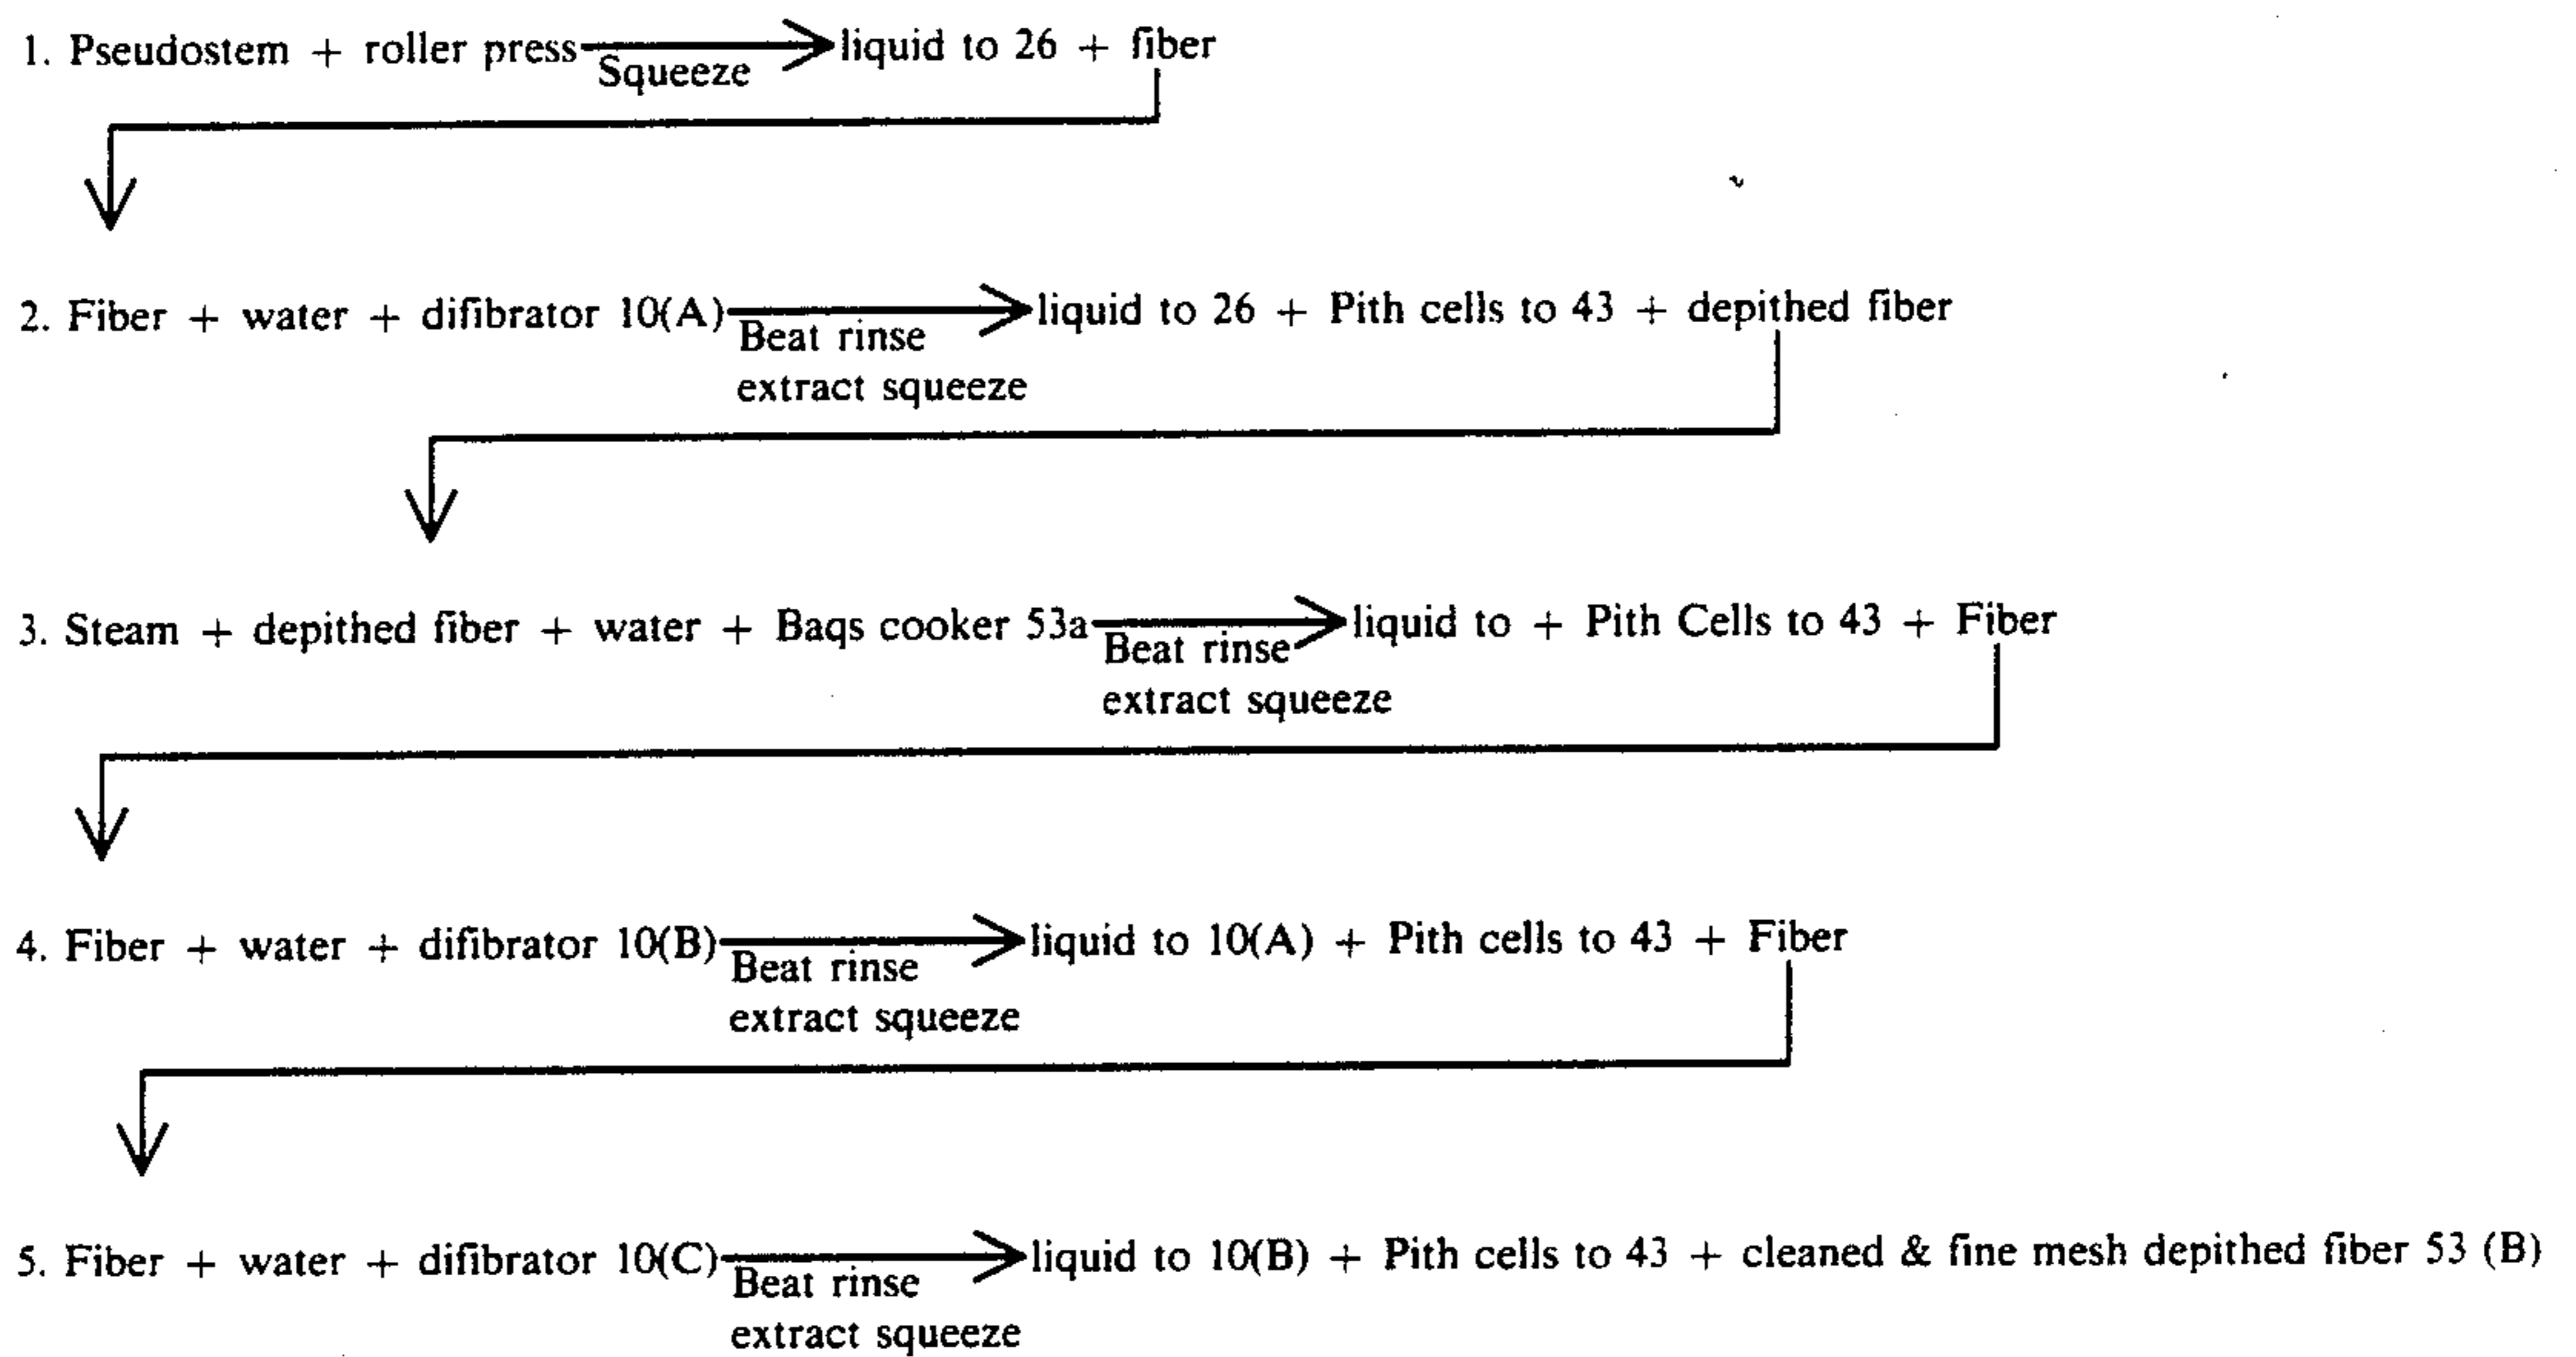 1. Pseudostem + roller press liquid to 26 + fiber
Squeeze
2. Fiber + water + difibrator 10(A) liquid to 26 + Pith cells to 43 + depithed fiber
Beat rinse
extract squeeze
3. Steam + depithed fiber + water + Baqs cooker 53a liquid to + Pith Cells to 43 + Fiber
Beat rinse
extract squeeze
4. Fiber + water + difibrator 10(B) liquid to 10(A) + Pith cells to 43 + Fiber
Beat rinse
extract squeeze
5. Fiber + water + difibrator 10(C) liquid to 10(B) + Pith cells to 43 + cleaned & fine mesh depithed fiber 53 (B)
Beat rinse
extract squeeze